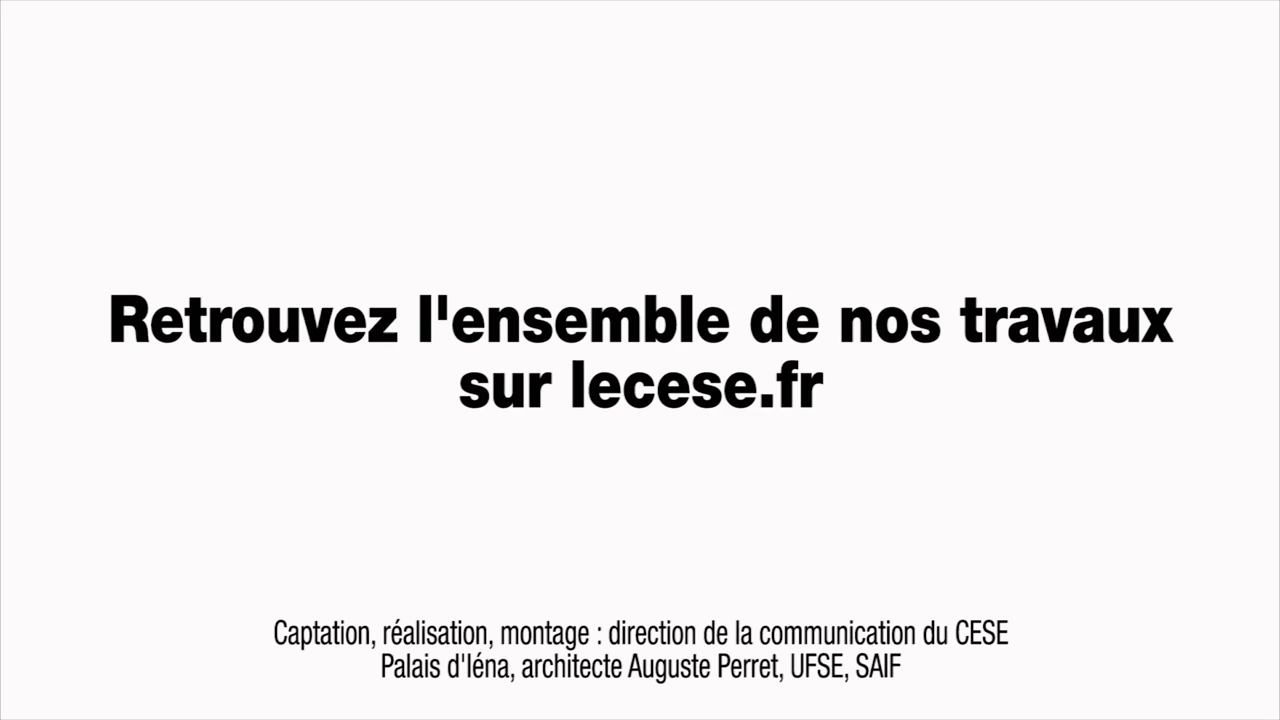 Retrouvez l'ensemble de nos travaux
sur lecese.fr
Captation, réalisation, montage : direction de la communication du CESE
Palais d'Iéna, architecte Auguste Perret, UFSE, SAIF